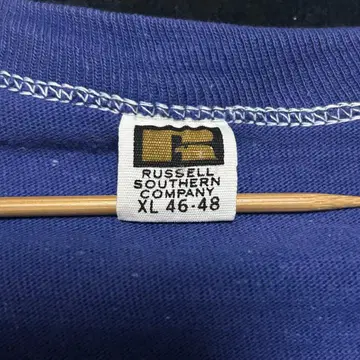 RUSSELL
SOUTHERN
COMPANY
XL 46-48